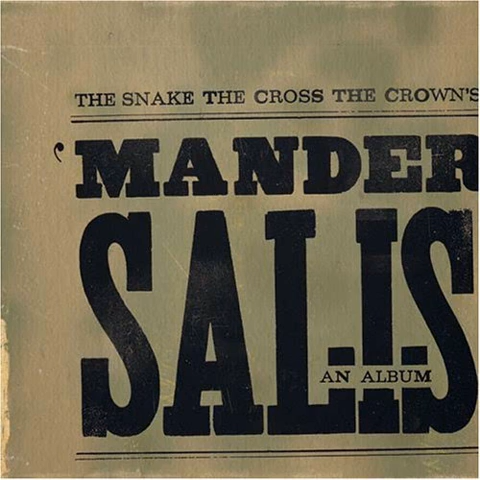 THE SNAKE THE CROSS THE CROWN'S
‘MANDER
SALIS
AN ALBUM